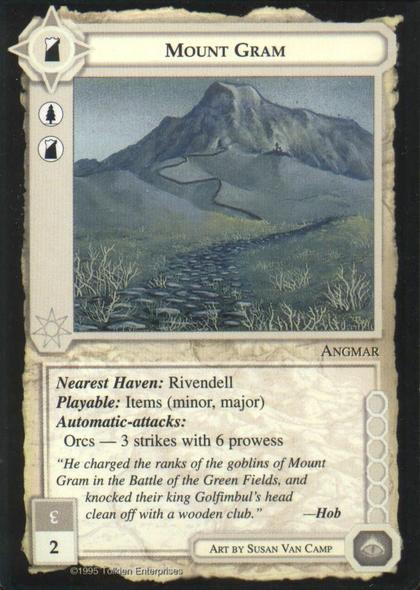 MOUNT GRAM
ANGMAR
Nearest Haven: Rivendell
Playable: Items (minor, major)
Automatic-attacks:
Orcs — 3 strikes with 6 prowess
“He charged the ranks of the goblins of Mount
Gram in the Battle of the Green Fields, and
knocked their king Golfimbul's head
clean off with a wooden club.” —Hob
3
2
ART BY SUSAN VAN CAMP
©1995 Tolkien Enterprises